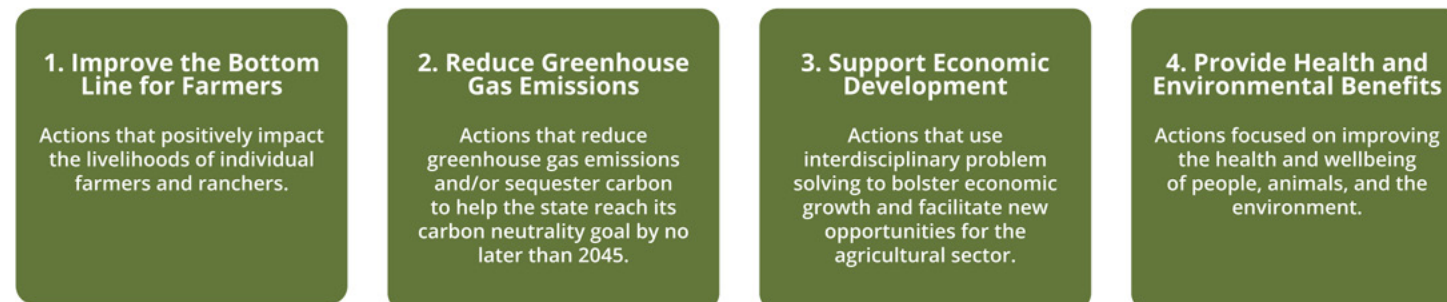 1. Improve the Bottom
Line for Farmers
Actions that positively impact
the livelihoods of individual
farmers and ranchers.
2. Reduce Greenhouse
Gas Emissions
Actions that reduce
greenhouse gas emissions
and/or sequester carbon
to help the state reach its
carbon neutrality goal by no
later than 2045.
3. Support Economic
Development
Actions that use
interdisciplinary problem
solving to bolster economic
growth and facilitate new
opportunities for the
agricultural sector.
4. Provide Health and
Environmental Benefits
Actions focused on improving
the health and wellbeing
of people, animals, and the
environment.